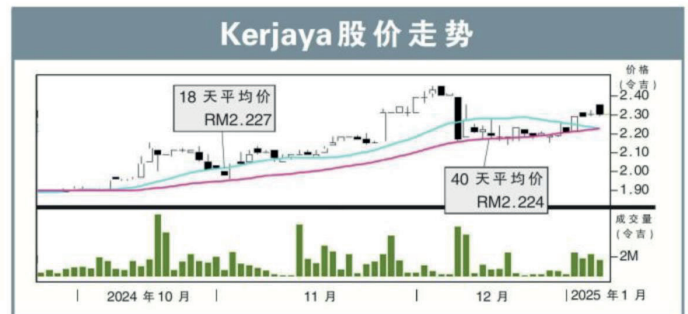 Kerjaya股价走势
价格
(令吉)
18 天平均价
RM2.227
2.40
2.30
2.20
2.10
2.00
1.90
40 天平均价
RM2.224
成交量
(令吉)
2M
2024 年 10 月
11 月
12 月
2025 年 1 月